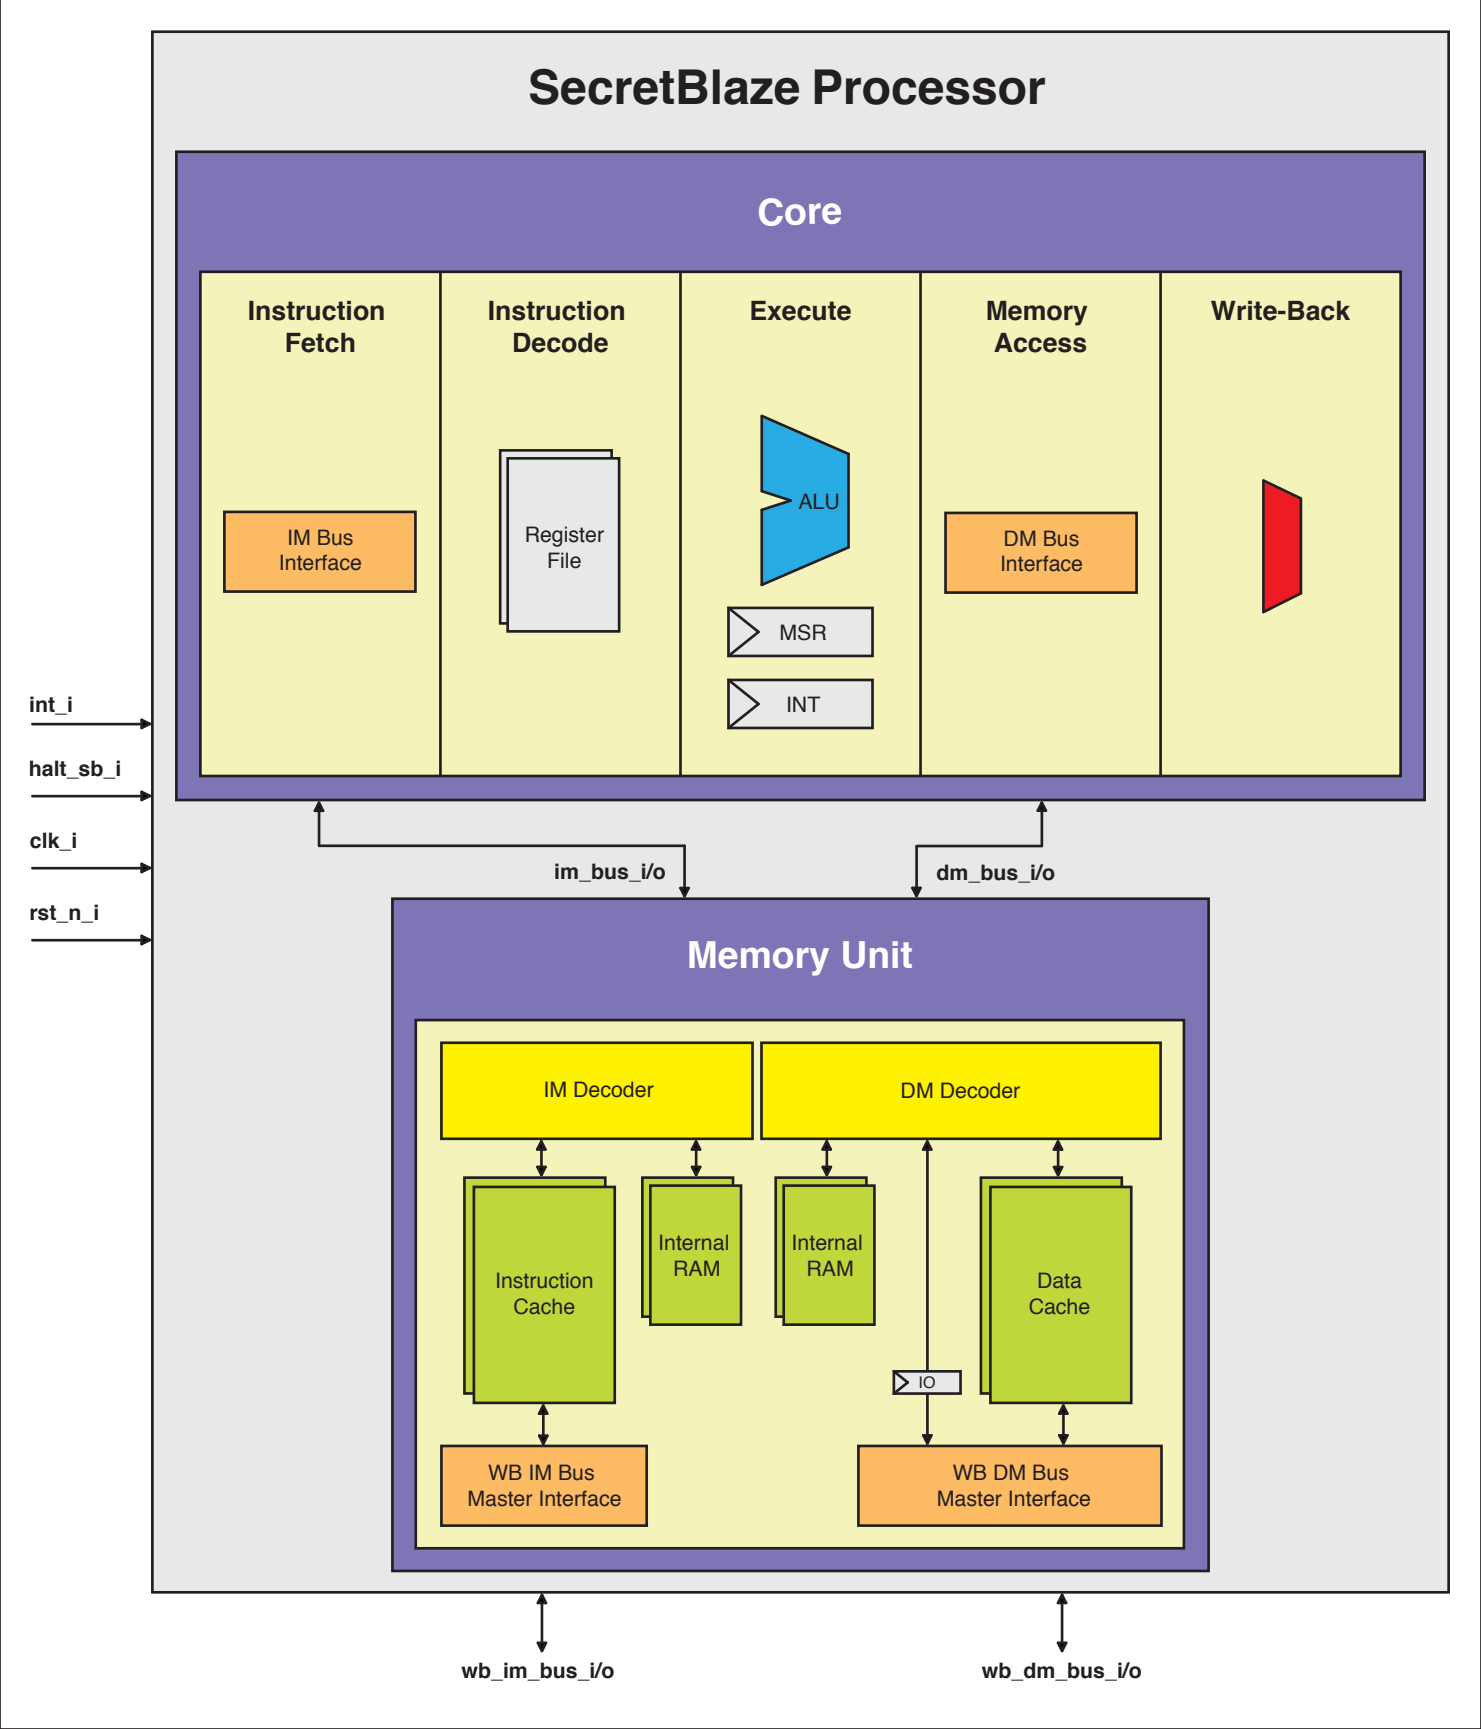 SecretBlaze Processor
Core
Instruction
Fetch
Instruction
Decode
Execute
Memory
Access
Write-Back
IM Bus
Interface
Register
File
ALU
MSR
INT
DM Bus
Interface
int_i
halt_sb_i
clk_i
rst_n_i
im_bus_i/o
dm_bus_i/o
Memory Unit
IM Decoder
DM Decoder
Instruction
Cache
Internal
RAM
Internal
RAM
Data
Cache
IO
WB IM Bus
Master Interface
WB DM Bus
Master Interface
wb_im_bus_i/o
wb_dm_bus_i/o